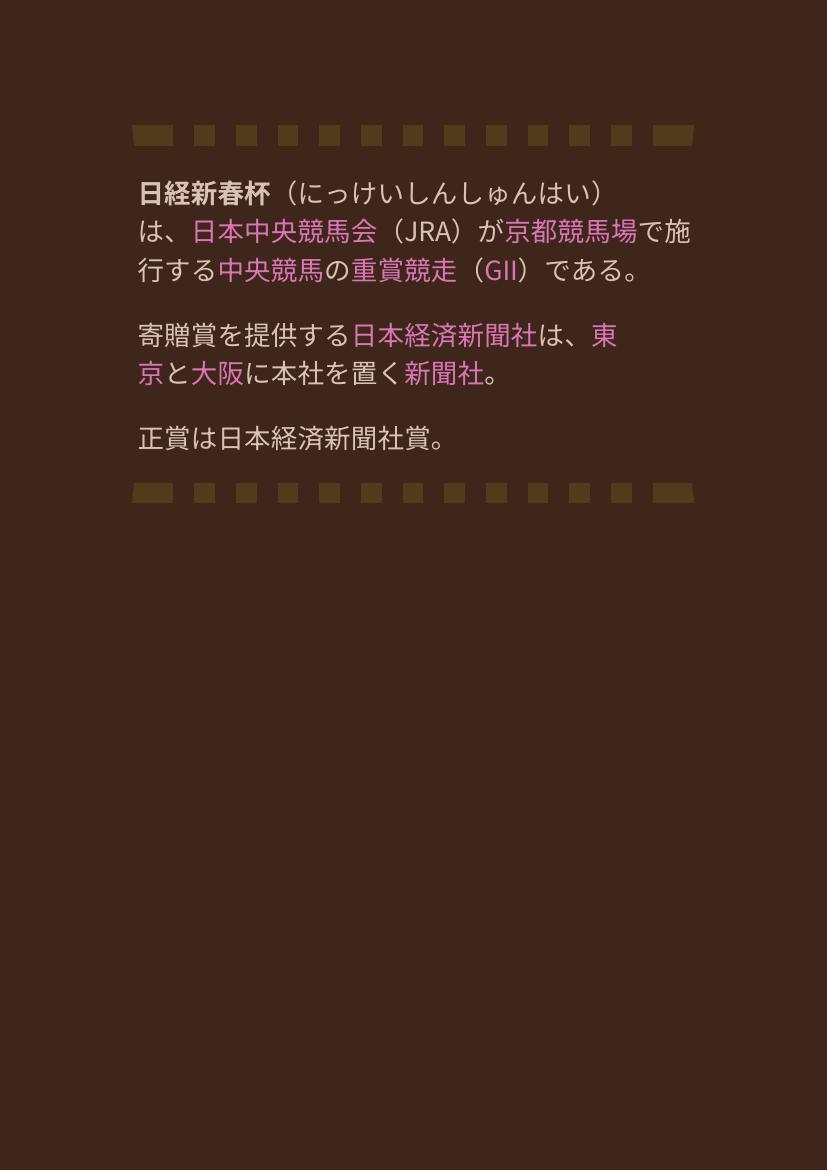 日経新春杯（にっけいしんしゅんはい）
は、日本中央競馬会（JRA）が京都競馬場で施
行する中央競馬の重賞競走（GII）である。
寄贈賞を提供する日本経済新聞社は、東
京と大阪に本社を置く新聞社。
正賞は日本経済新聞社賞。